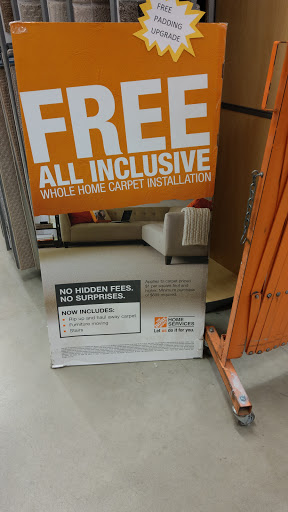 FREE
PADDING
UPGRADE
FREE
ALL INCLUSIVE
WHOLE HOME CARPET INSTALLATION
NO HIDDEN FEES.
NO SURPRISES.
NOW INCLUDES:
• Rip up and haul away carpet
• Furniture moving
• Stairs
HOME
SERVICES
Let us do it for you.